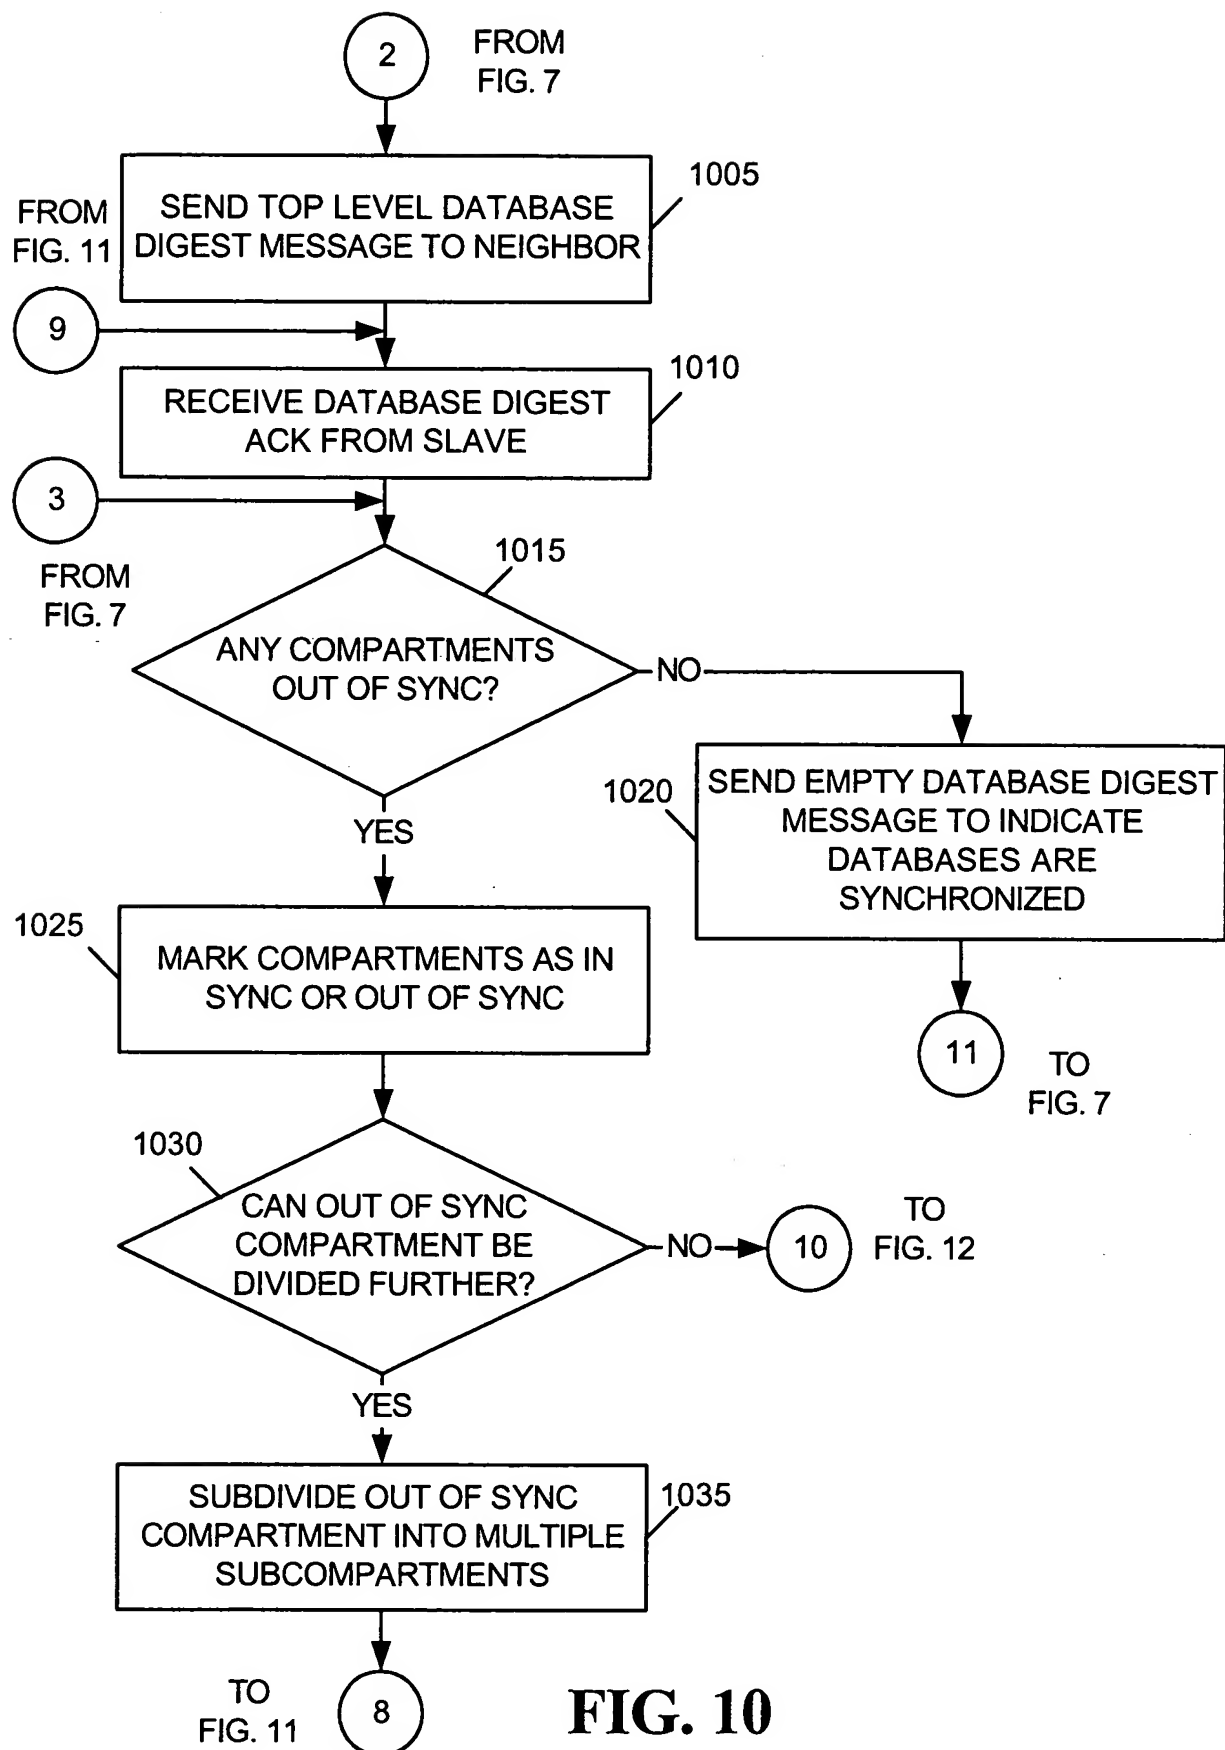 2
FROM
FIG. 7
1005
SEND TOP LEVEL DATABASE
DIGEST MESSAGE TO NEIGHBOR
FROM
FIG. 11
9
1010
RECEIVE DATABASE DIGEST
ACK FROM SLAVE
3
FROM
FIG. 7
1015
ANY COMPARTMENTS
OUT OF SYNC?
NO
YES
1020
SEND EMPTY DATABASE DIGEST
MESSAGE TO INDICATE
DATABASES ARE
SYNCHRONIZED
11
TO
FIG. 7
1025
MARK COMPARTMENTS AS IN
SYNC OR OUT OF SYNC
1030
CAN OUT OF SYNC
COMPARTMENT BE
DIVIDED FURTHER?
NO
10
TO
FIG. 12
YES
1035
SUBDIVIDE OUT OF SYNC
COMPARTMENT INTO MULTIPLE
SUBCOMPARTMENTS
TO
FIG. 11
8
FIG. 10